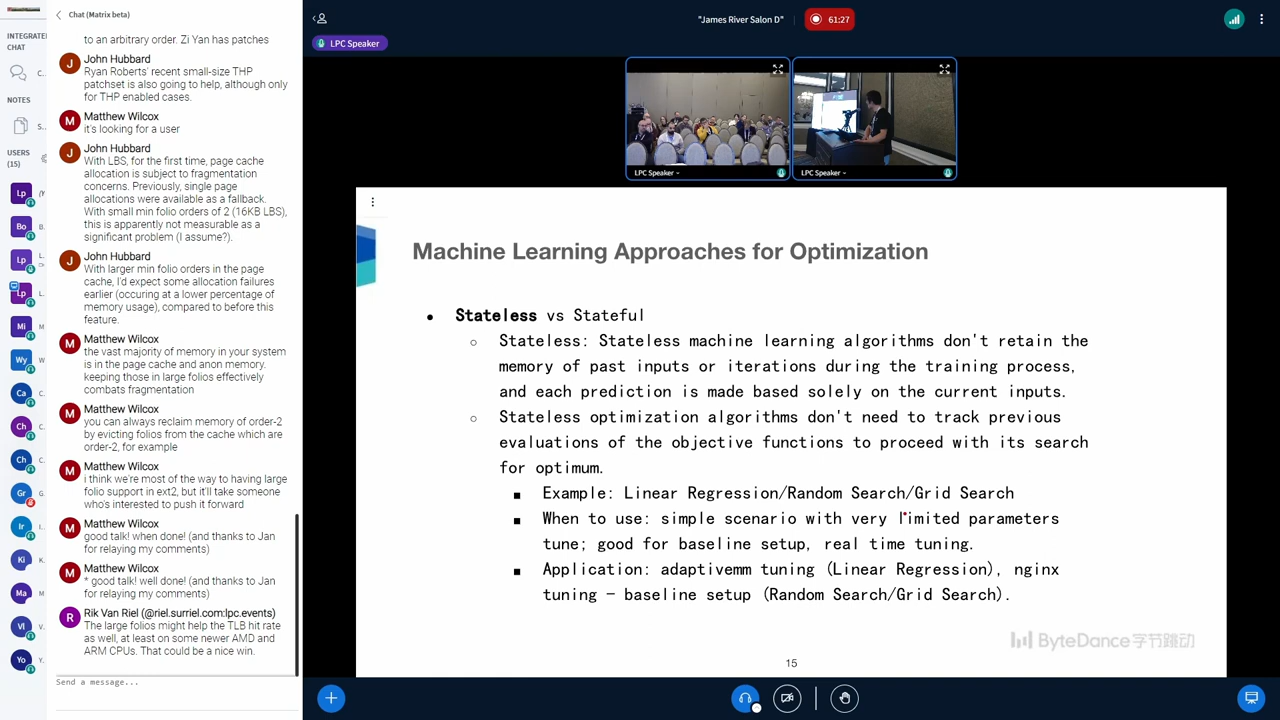 Chat (Matrix beta)
INTEGRATE
CHAT
C.
NOTES
S..
USERS
(15)
Lp
Bo
B.
Lp
Lp
L.
Mi
Wy
Ca
Ch
C.
Ch
Gr
G.
Ir
Ki
Ma
Vl
V.
Yo
Y.
to an arbitrary order. Zi Yan has patches
J
John Hubbard
Ryan Roberts' recent small-size THP
patchset is also going to help, although only
for THP enabled cases.
M
Matthew Wilcox
it's looking for a user
J
John Hubbard
With LBS, for the first time, page cache
allocation is subject to fragmentation
concerns. Previously, single page
allocations were available as a fallback.
With small min folio orders of 2 (16KB LBS),
this is apparently not measurable as a
significant problem (I assume?).
J
John Hubbard
With larger min folio orders in the page
cache, I'd expect some allocation failures
earlier (occuring at a lower percentage of
memory usage), compared to before this
feature.
M
Matthew Wilcox
the vast majority of memory in your system
is in the page cache and anon memory.
keeping those in large folios effectively
combats fragmentation
M
Matthew Wilcox
you can always reclaim memory of order-2
by evicting folios from the cache which are
order-2, for example
M
Matthew Wilcox
i think we're most of the way to having large
folio support in ext2, but it'll take someone
who's interested to push it forward
M
Matthew Wilcox
good talk! when done! (and thanks to Jan
for relaying my comments)
M
Matthew Wilcox
* good talk! well done! (and thanks to Jan
for relaying my comments)
R
Rik Van Riel (@riel.surriel.com:lpc.events)
The large folios might help the TLB hit rate
as well, at least on some newer AMD and
ARM CPUs. That could be a nice win.
Send a message...
"James River Salon D"
61:27
LPC Speaker
LPC Speaker
LPC Speaker
Machine Learning Approaches for Optimization
● Stateless vs Stateful
○ Stateless: Stateless machine learning algorithms don't retain the
memory of past inputs or iterations during the training process,
and each prediction is made based solely on the current inputs.
○ Stateless optimization algorithms don't need to track previous
evaluations of the objective functions to proceed with its search
for optimum.
■ Example: Linear Regression/Random Search/Grid Search
■ When to use: simple scenario with very limited parameters
tune; good for baseline setup, real time tuning.
■ Application: adaptivemm tuning (Linear Regression), nginx
tuning - baseline setup (Random Search/Grid Search).
ByteDance字节跳动
15